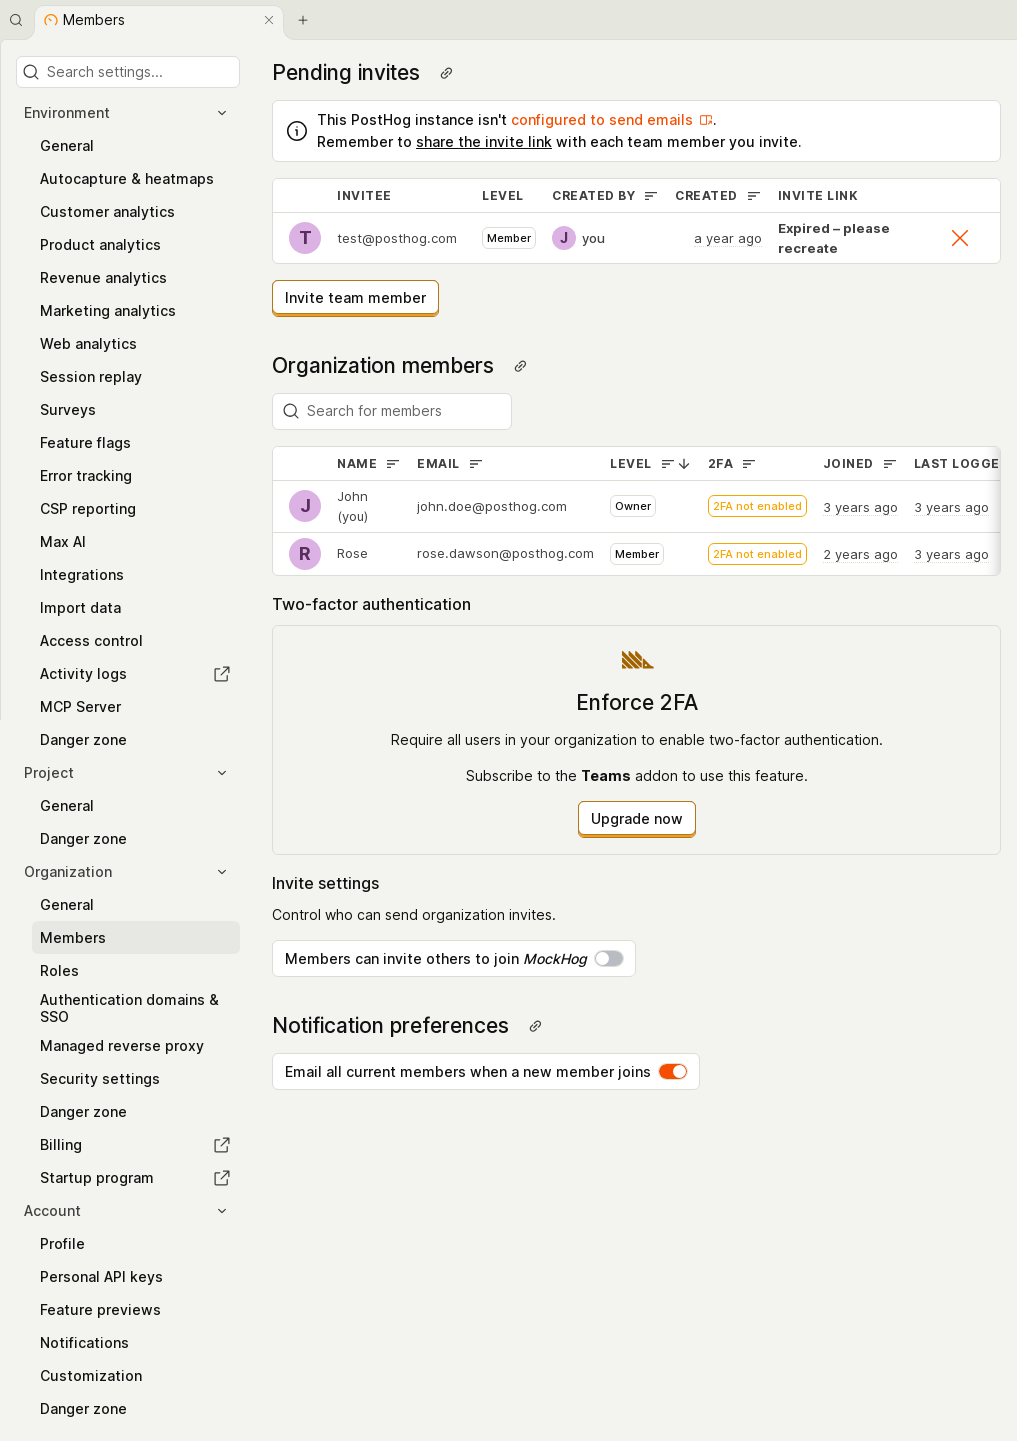 Members
Search settings...
Environment
General
Autocapture & heatmaps
Customer analytics
Product analytics
Revenue analytics
Marketing analytics
Web analytics
Session replay
Surveys
Feature flags
Error tracking
CSP reporting
Max AI
Integrations
Import data
Access control
Activity logs
MCP Server
Danger zone
Project
General
Danger zone
Organization
General
Members
Roles
Authentication domains &
SSO
Managed reverse proxy
Security settings
Danger zone
Billing
Startup program
Account
Profile
Personal API keys
Feature previews
Notifications
Customization
Danger zone
Pending invites
This PostHog instance isn't configured to send emails.
Remember to share the invite link with each team member you invite.
INVITEE LEVEL CREATED BY CREATED INVITE LINK
T test@posthog.com Member J you a year ago Expired – please
recreate
Invite team member
Organization members
Search for members
NAME EMAIL LEVEL 2FA JOINED LAST LOGGE
J John
(you) john.doe@posthog.com Owner 2FA not enabled 3 years ago 3 years ago
R Rose rose.dawson@posthog.com Member 2FA not enabled 2 years ago 3 years ago
Two-factor authentication
Enforce 2FA
Require all users in your organization to enable two-factor authentication.
Subscribe to the Teams addon to use this feature.
Upgrade now
Invite settings
Control who can send organization invites.
Members can invite others to join MockHog
Notification preferences
Email all current members when a new member joins